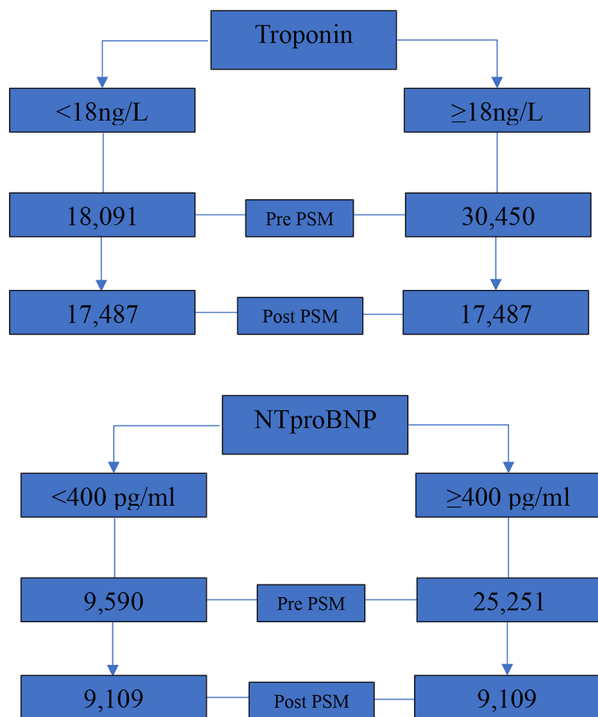 Troponin
<18ng/L
≥18ng/L
18,091
Pre PSM
30,450
17,487
Post PSM
17,487
NTproBNP
<400 pg/ml
≥400 pg/ml
9,590
Pre PSM
25,251
9,109
Post PSM
9,109